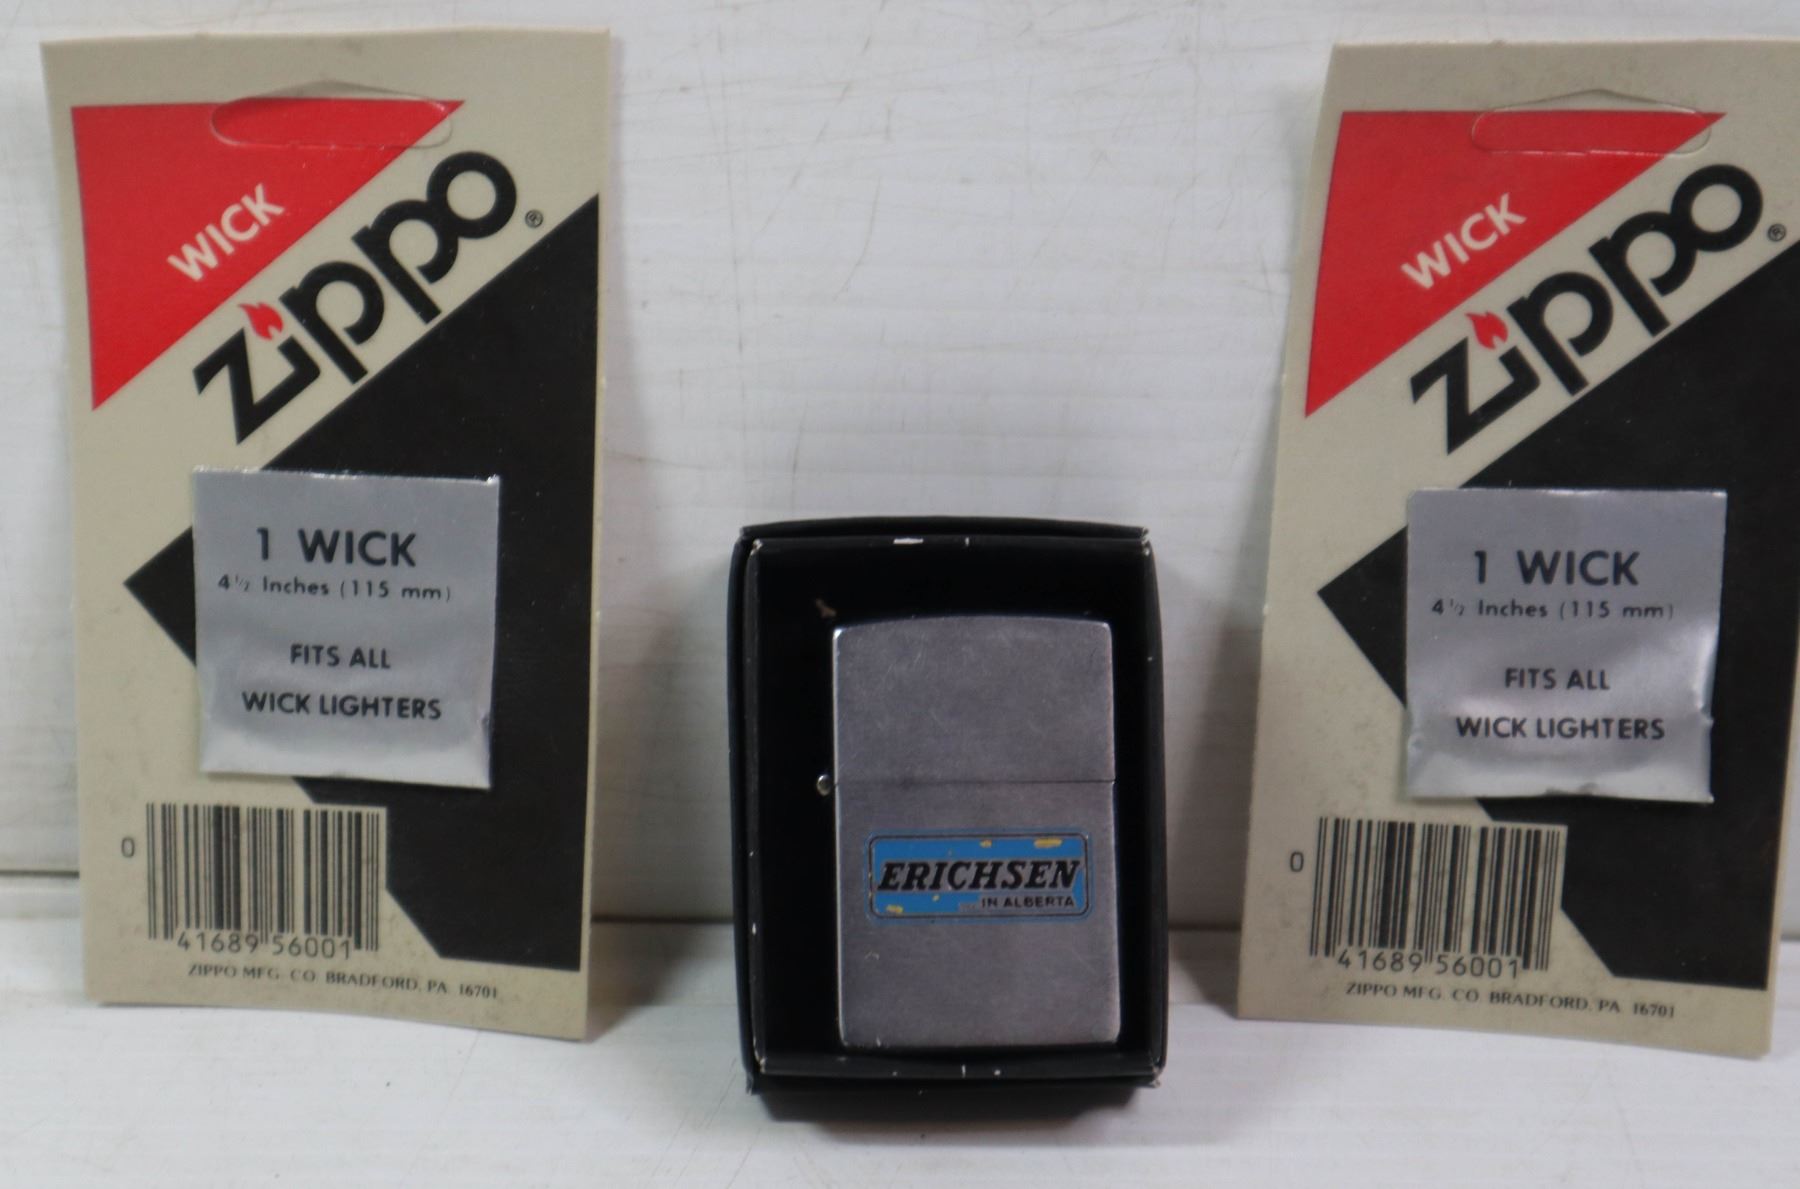 WICK
zippo®
1 WICK
4½ Inches (115 mm)
FITS ALL
WICK LIGHTERS
0 41689 56001
ZIPPO MFG. CO. BRADFORD, PA. 16701
ERICHSEN
IN ALBERTA
WICK
zippo®
1 WICK
4½ Inches (115 mm)
FITS ALL
WICK LIGHTERS
0 41689 56001
ZIPPO MFG. CO. BRADFORD, PA. 16701